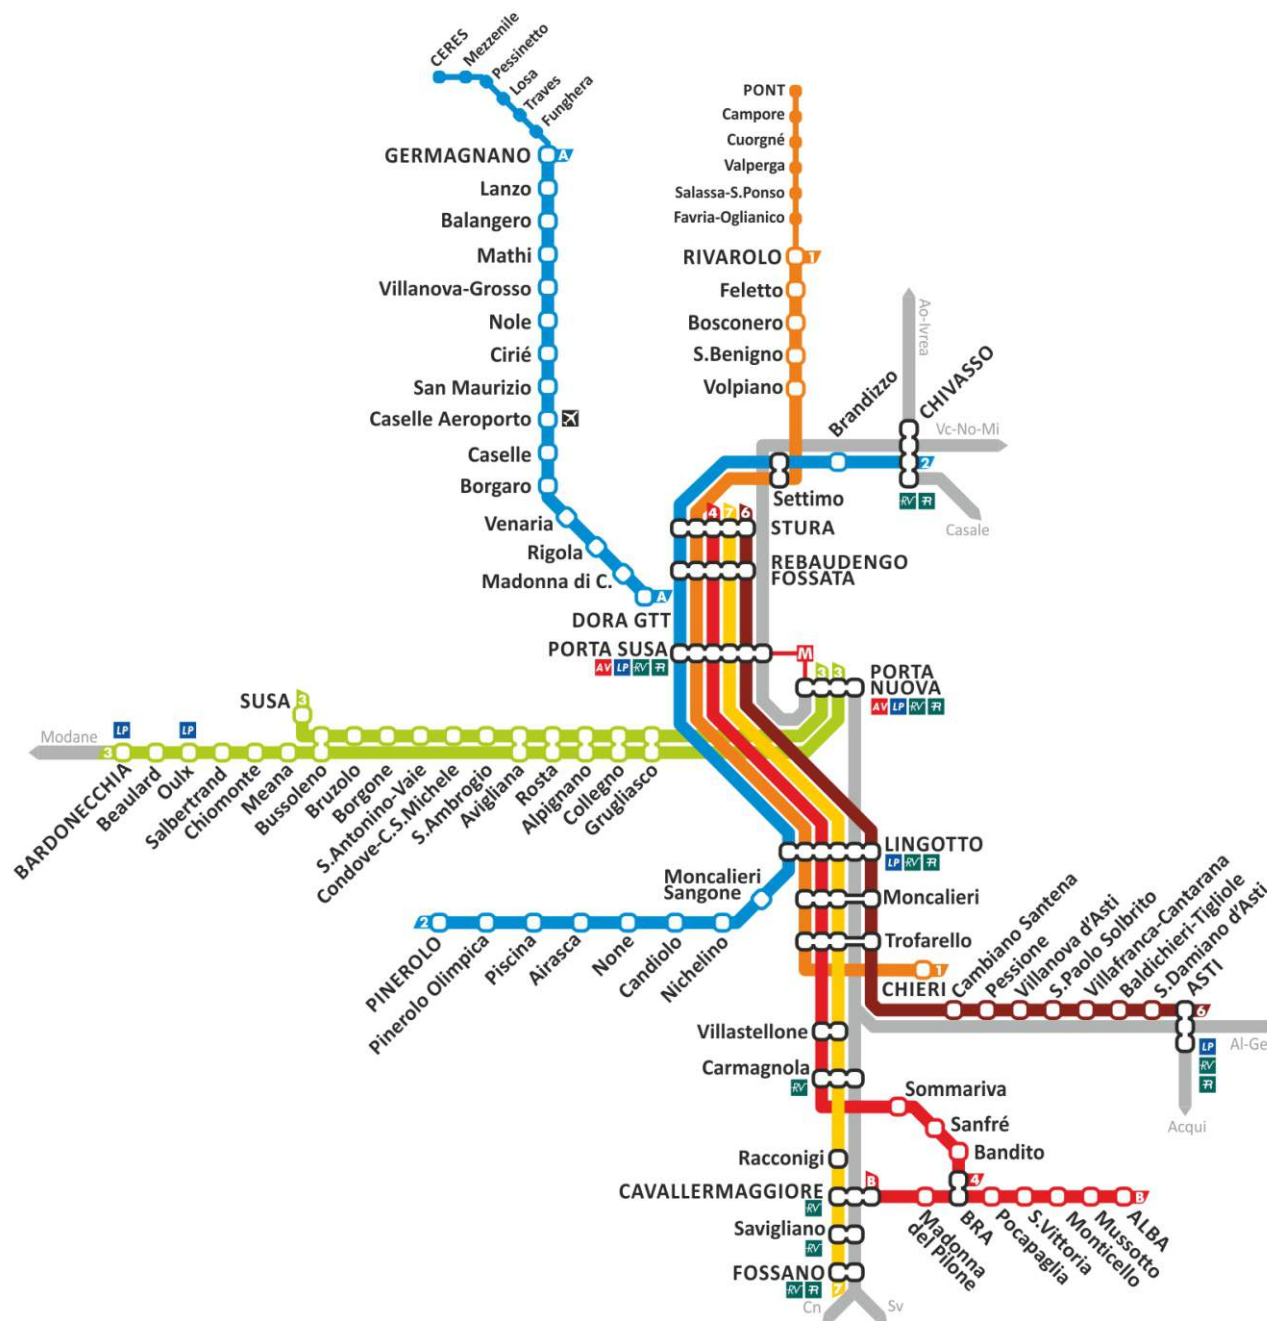 CERES
Mezzenile
Pessinetto
Losa
Traves
Funghera
GERMAGNANO
A
Lanzo
Balangero
Mathi
Villanova-Grosso
Nole
Cirié
San Maurizio
Caselle Aeroporto
Caselle
Borgaro
Venaria
Rigola
Madonna di C.
A
DORA GTT
PONT
Campore
Cuorgné
Valperga
Salassa-S.Ponso
Favria-Oglianico
RIVAROLO
1
Feletto
Bosconero
S.Benigno
Volpiano
Ao-Ivrea
Brandizzo
CHIVASSO
Vc-No-Mi
2
RV R
Casale
Settimo
4 7 6
STURA
REBAUDENGO
FOSSATA
PORTA SUSA
AV LP RV R
M
3 3
PORTA
NUOVA
AV LP RV R
SUSA
3
LP
LP
Modane
3
BARDONECCHIA
Beaulard
Oulx
Salbertrand
Chiomonte
Meana
Bussoleno
Bruzolo
Borgone
S.Antonino-Vaie
Condove-C.S.Michele
S.Ambrogio
Avigliana
Rosta
Alpignano
Collegno
Grugliasco
LINGOTTO
LP RV R
Moncalieri
Sangone
Moncalieri
Trofarello
2
PINEROLO
Pinerolo Olimpica
Piscina
Airasca
None
Candiolo
Nichelino
1
CHIERI
Cambiano Santena
Pessione
Villanova d'Asti
S.Paolo Solbrito
Villafranca-Cantarana
Baldichieri-Tigliole
S.Damiano d'Asti
ASTI
6
Al-Ge
LP
RV
R
Acqui
Villastellone
Carmagnola
RV
Sommariva
Sanfré
Bandito
4
Racconigi
CAVALLERMAGGIORE
RV
B
Madonna
del Pilone
BRA
Pocapaglia
S.Vittoria
Monticello
Mussotto
ALBA
B
Savigliano
RV
FOSSANO
RV R
7
Cn
Sv